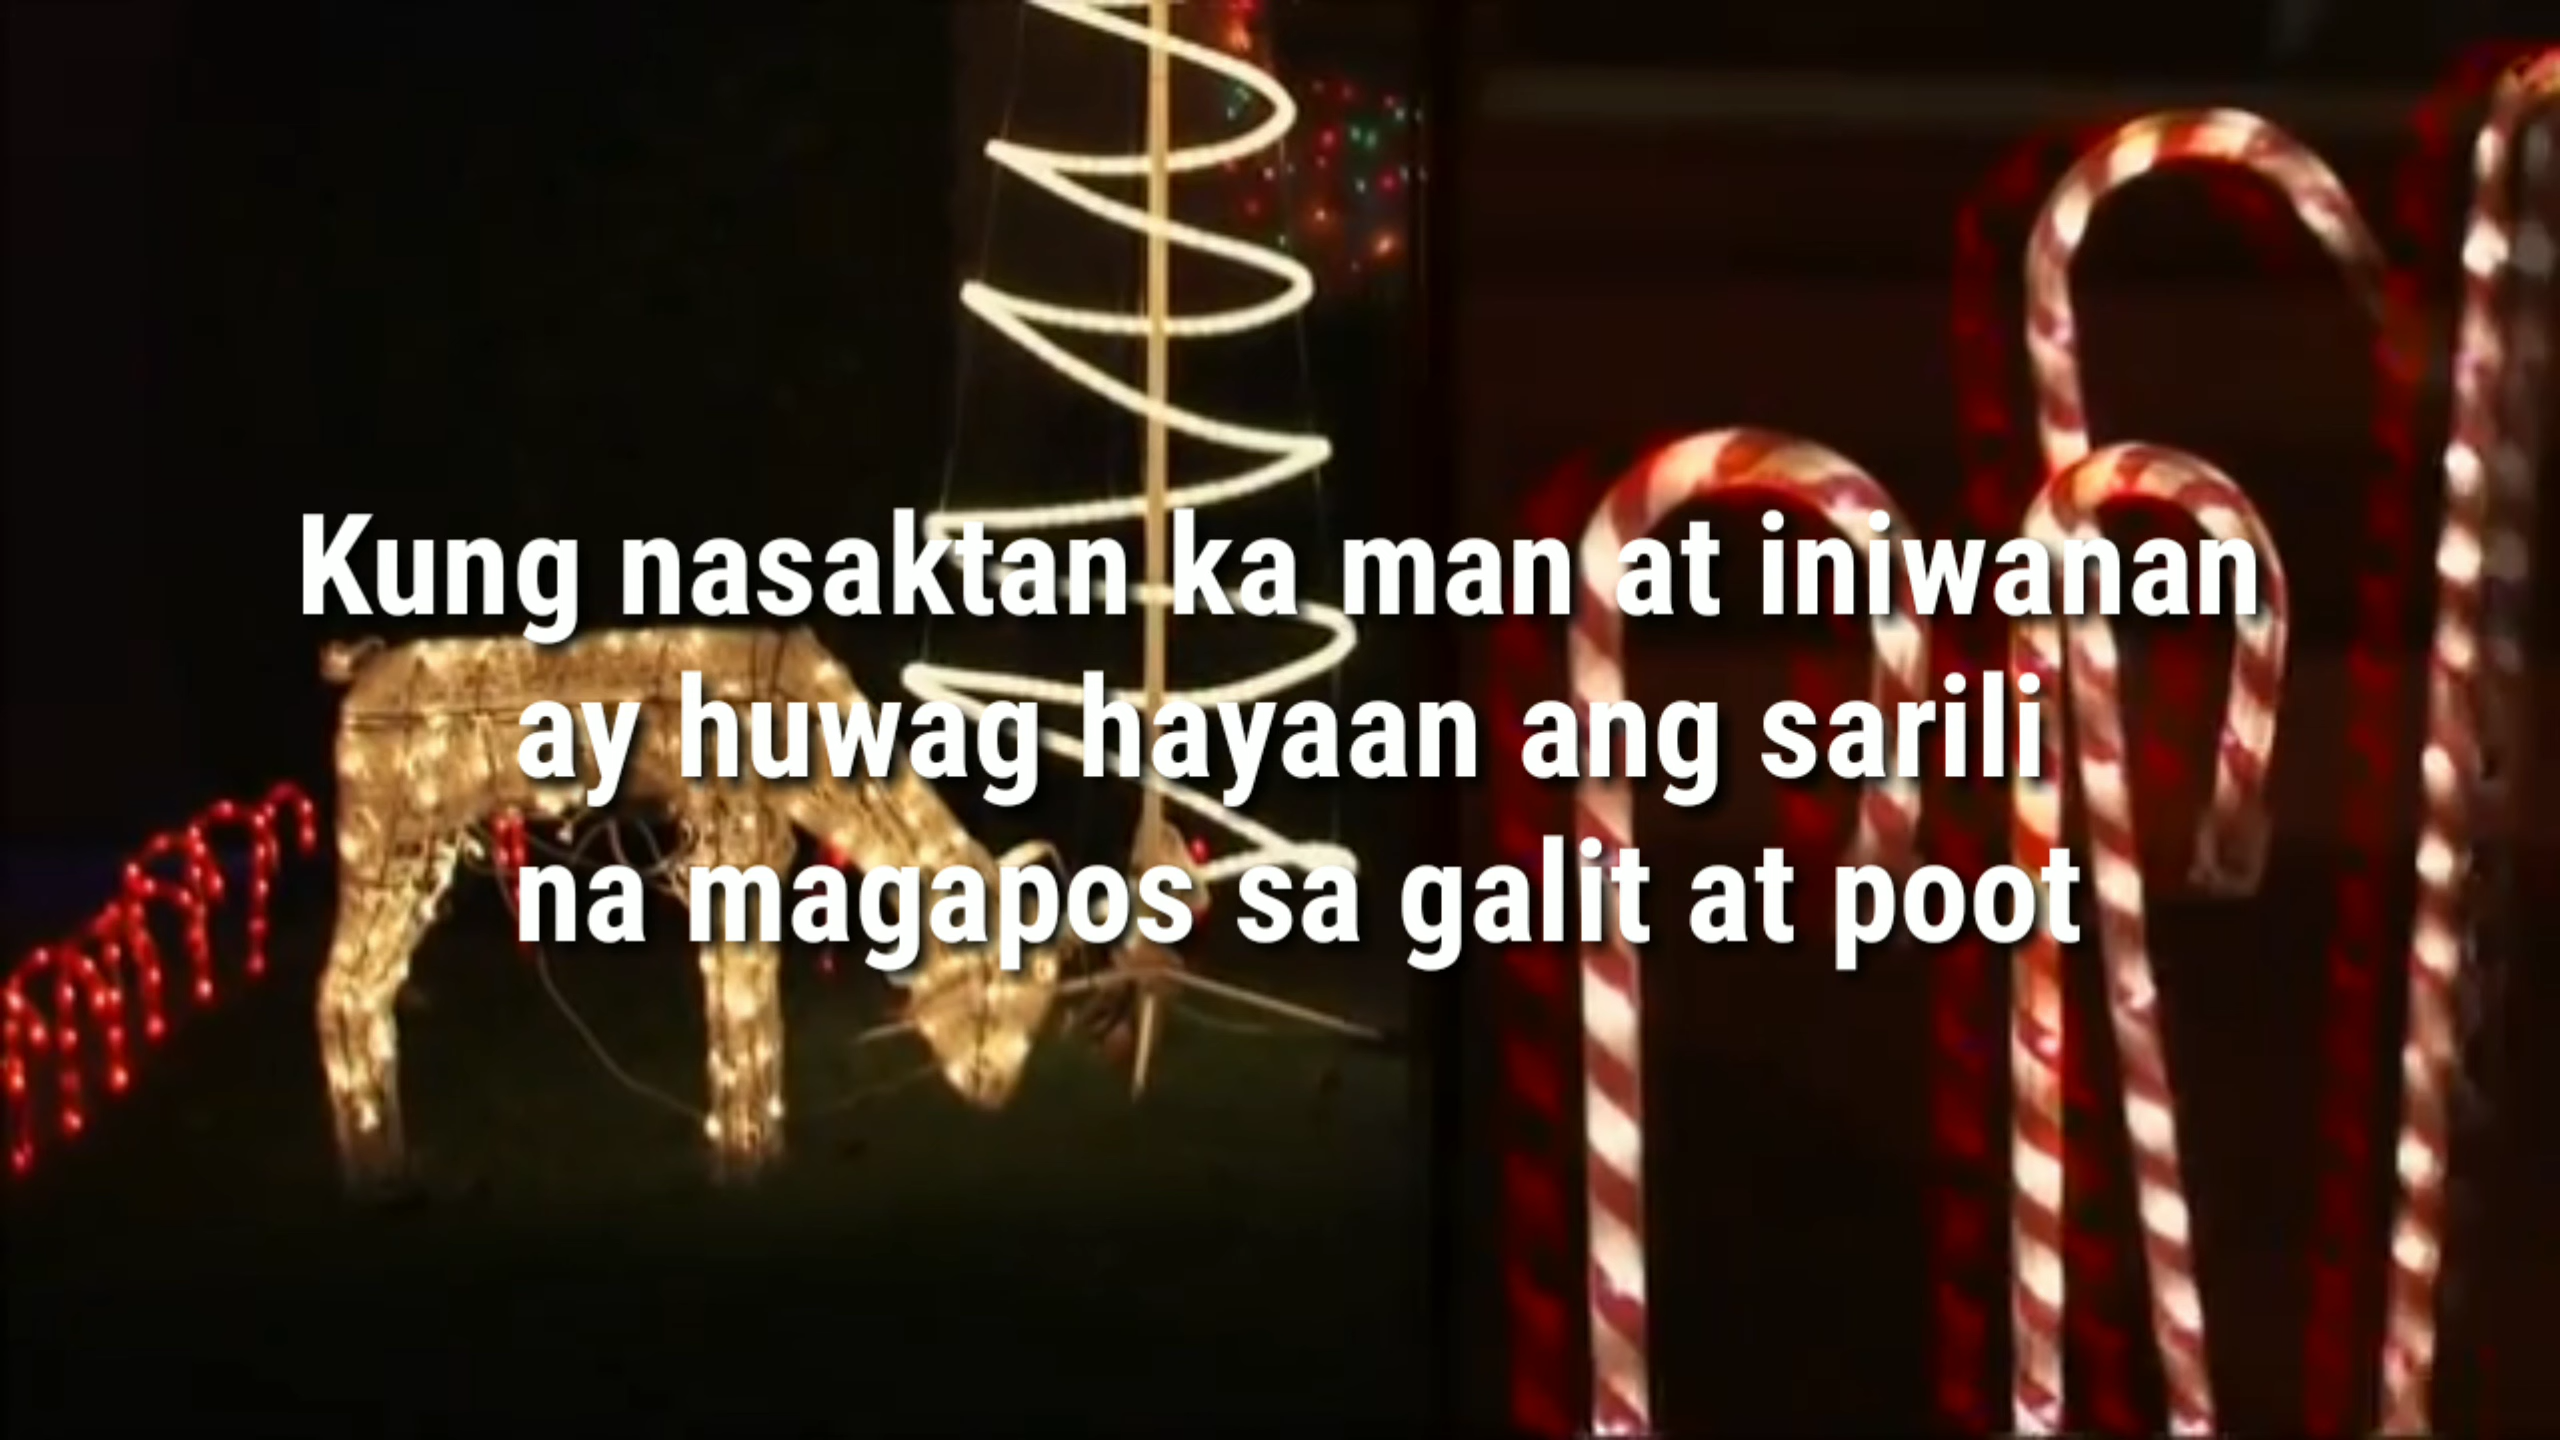 Kung nasaktan ka man at iniwanan
ay huwag hayaan ang sarili
na magapos sa galit at poot